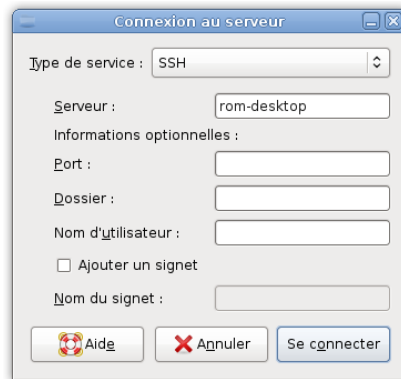 Connexion au serveur
Type de service : SSH
Serveur : rom-desktop
Informations optionnelles :
Port :
Dossier :
Nom d'utilisateur :
Ajouter un signet
Nom du signet :
Aide Annuler Se connecter